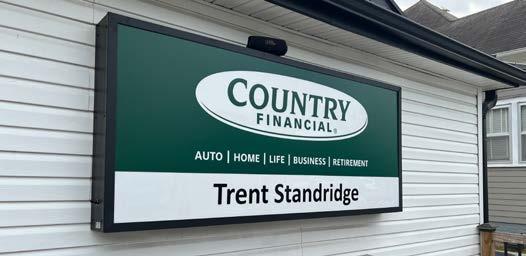 COUNTRY
FINANCIAL®
AUTO | HOME | LIFE | BUSINESS | RETIREMENT
Trent Standridge